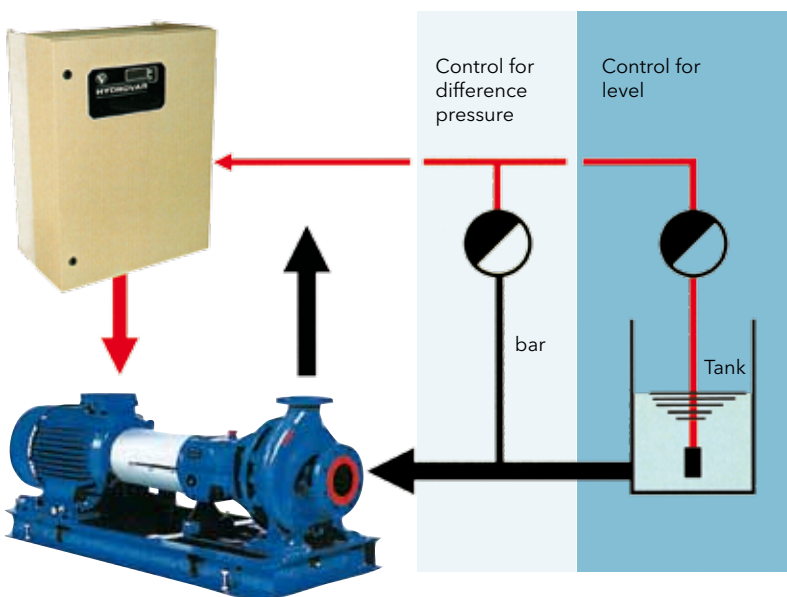 HYDROVAR
Control for
difference
pressure
Control for
level
bar
Tank